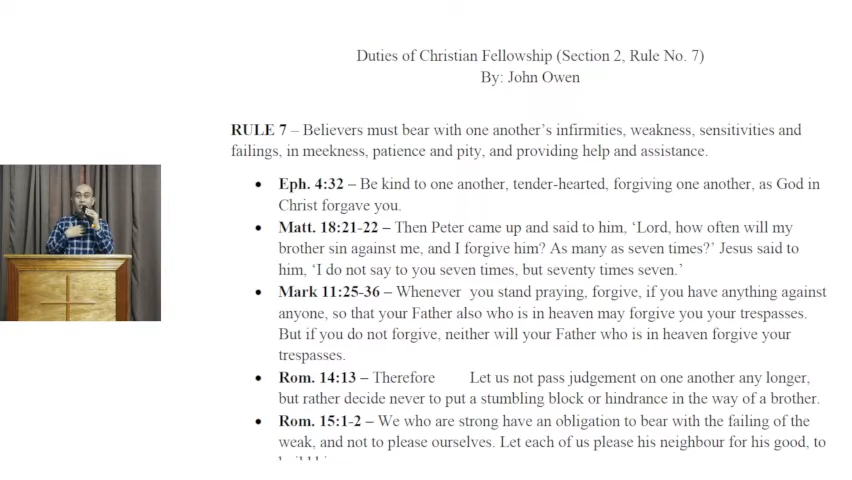 Duties of Christian Fellowship (Section 2, Rule No. 7)
By: John Owen
RULE 7 – Believers must bear with one another’s infirmities, weakness, sensitivities and
failings, in meekness, patience and pity, and providing help and assistance.
• Eph. 4:32 – Be kind to one another, tender-hearted, forgiving one another, as God in
Christ forgave you.
• Matt. 18:21-22 – Then Peter came up and said to him, ‘Lord, how often will my
brother sin against me, and I forgive him? As many as seven times?’ Jesus said to
him, ‘I do not say to you seven times, but seventy times seven.’
• Mark 11:25-36 – Whenever you stand praying, forgive, if you have anything against
anyone, so that your Father also who is in heaven may forgive you your trespasses.
But if you do not forgive, neither will your Father who is in heaven forgive your
trespasses.
• Rom. 14:13 – Therefore Let us not pass judgement on one another any longer,
but rather decide never to put a stumbling block or hindrance in the way of a brother.
• Rom. 15:1-2 – We who are strong have an obligation to bear with the failing of the
weak, and not to please ourselves. Let each of us please his neighbour for his good, to